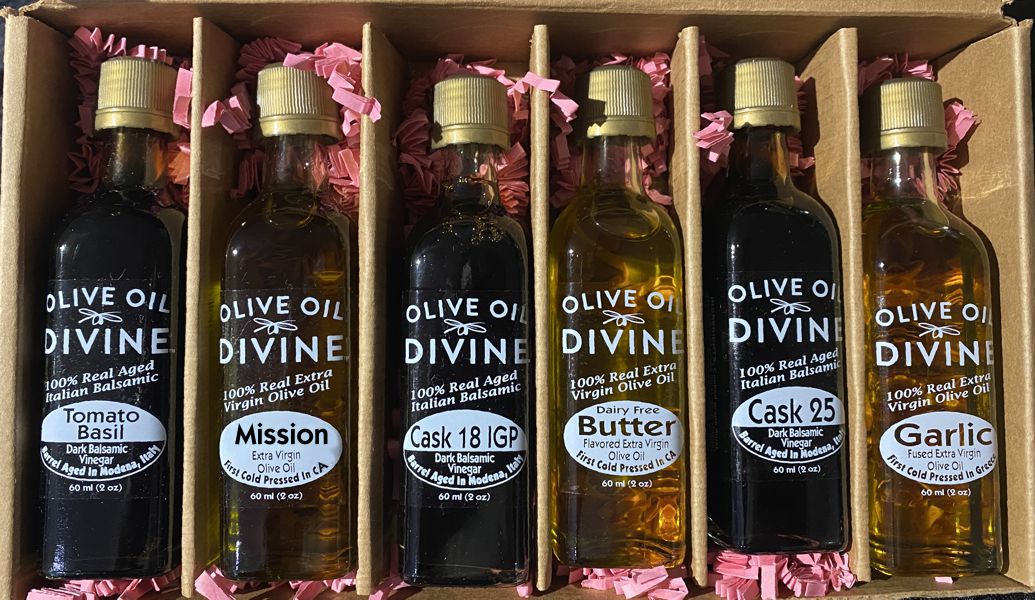 OLIVE OIL
DIVINE
100% Real Aged
Italian Balsamic
Tomato
Basil
Dark Balsamic
Vinegar
Barrel Aged In Modena, Italy
60 ml (2 oz)
OLIVE OIL
DIVINE
100% Real Extra
Virgin Olive Oil
Mission
Extra Virgin
Olive Oil
First Cold Pressed In CA
60 ml (2 oz)
OLIVE OIL
DIVINE
100% Real Aged
Italian Balsamic
Cask 18 IGP
Dark Balsamic
Vinegar
Barrel Aged In Modena, Italy
60 ml (2 oz)
OLIVE OIL
DIVINE
100% Real Extra
Virgin Olive Oil
Dairy Free
Butter
Flavored Extra Virgin
Olive Oil
First Cold Pressed In CA
60 ml (2 oz)
OLIVE OIL
DIVINE
100% Real Aged
Italian Balsamic
Cask 25
Dark Balsamic
Vinegar
Barrel Aged In Modena, Italy
60 ml (2 oz)
OLIVE OIL
DIVINE
100% Real Extra
Virgin Olive Oil
Garlic
Fused Extra Virgin
Olive Oil
First Cold Pressed In Greece
60 ml (2 oz)